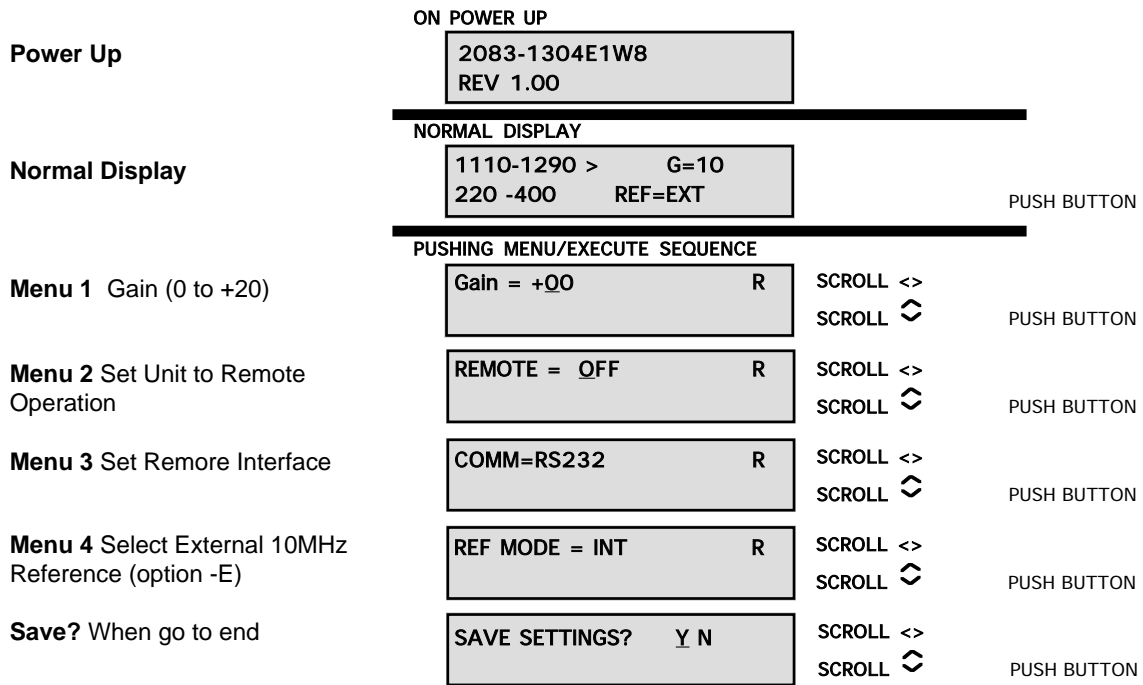 ON POWER UP
Power Up
2083-1304E1W8
REV 1.00
NORMAL DISPLAY
Normal Display
1110-1290 > G=10
220 -400 REF=EXT
PUSH BUTTON
PUSHING MENU/EXECUTE SEQUENCE
Menu 1 Gain (0 to +20)
Gain = +00 R
SCROLL <>
SCROLL
PUSH BUTTON
Menu 2 Set Unit to Remote
Operation
REMOTE = OFF R
SCROLL <>
SCROLL
PUSH BUTTON
Menu 3 Set Remore Interface
COMM=RS232 R
SCROLL <>
SCROLL
PUSH BUTTON
Menu 4 Select External 10MHz
Reference (option -E)
REF MODE = INT R
SCROLL <>
SCROLL
PUSH BUTTON
Save? When go to end
SAVE SETTINGS? Y N
SCROLL <>
SCROLL
PUSH BUTTON